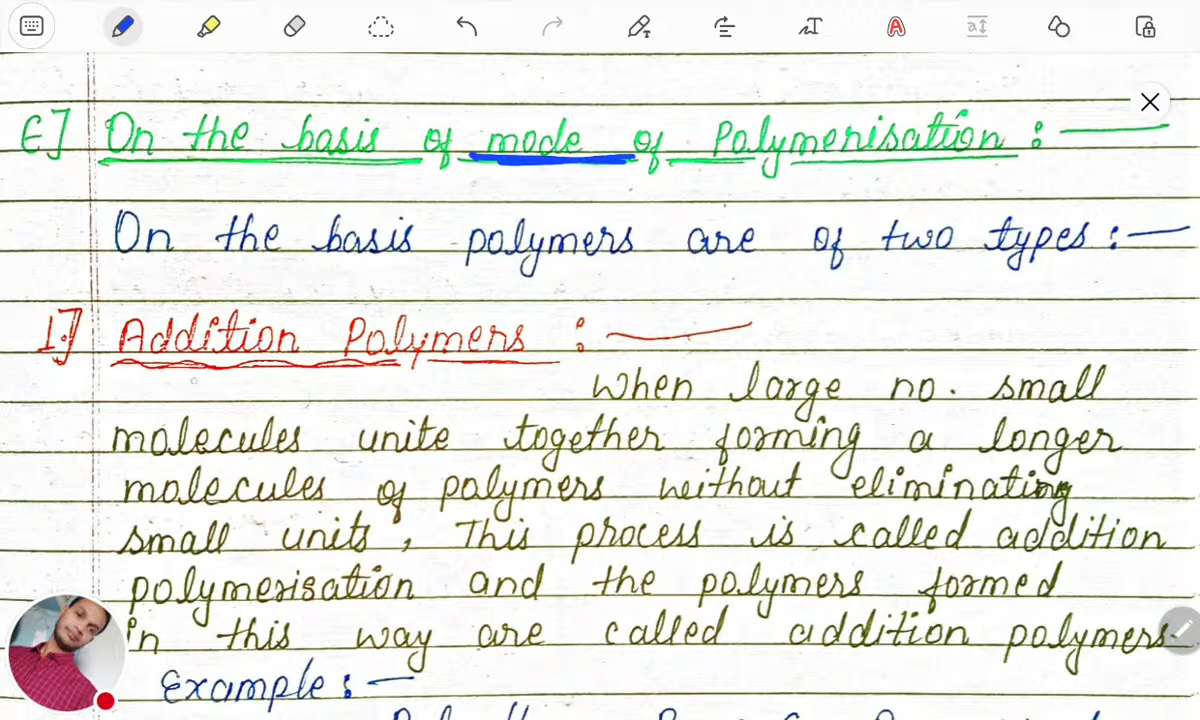 E] On the basis of mode of Polymerisation :
On the basis polymers are of two types :-
1.] Addition Polymers :
When large no. small
molecules unite together forming a longer
molecules of polymers without eliminating
small units, This process is called addition
polymerisation and the polymers formed
in this way are called addition polymers
Example :-